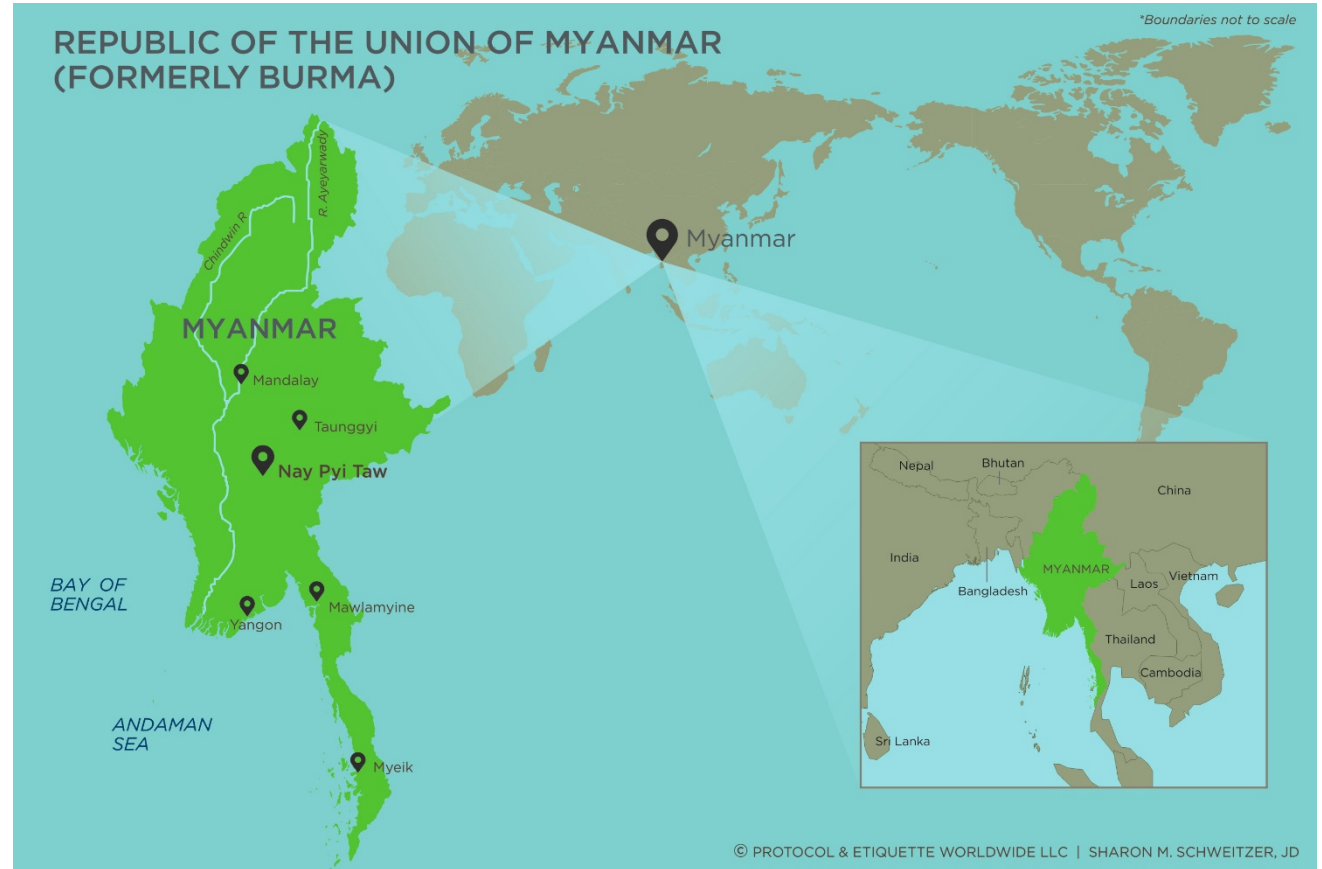 *Boundaries not to scale
REPUBLIC OF THE UNION OF MYANMAR
(FORMERLY BURMA)
R. Ayeyarwady
Chindwin R
Myanmar
MYANMAR
Mandalay
Taunggyi
Nay Pyi Taw
BAY OF
BENGAL
Mawlamyine
Yangon
ANDAMAN
SEA
Myeik
Nepal
Bhutan
China
India
MYANMAR
Bangladesh
Laos
Vietnam
Thailand
Cambodia
Sri Lanka
© PROTOCOL & ETIQUETTE WORLDWIDE LLC | SHARON M. SCHWEITZER, JD